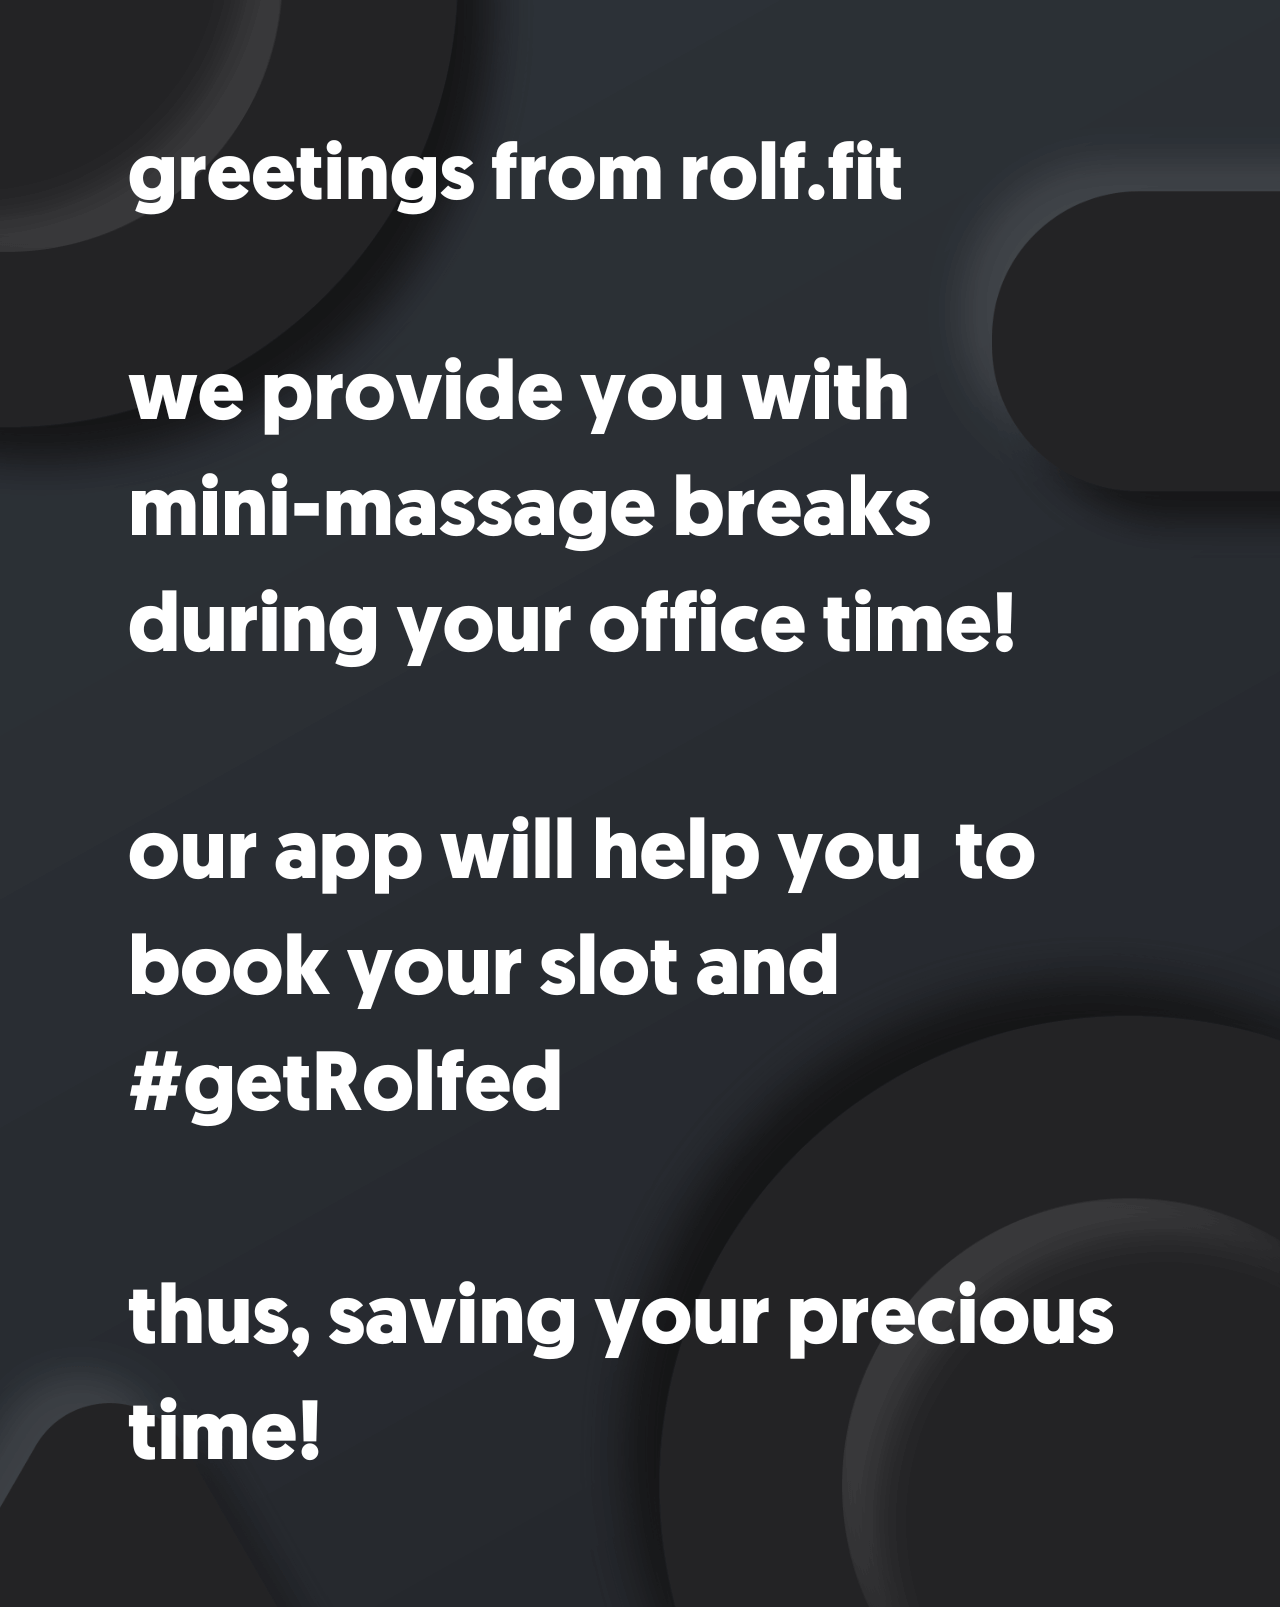 greetings from rolf.fit
we provide you with
mini-massage breaks
during your office time!
our app will help you  to
book your slot and
#getRolfed
thus, saving your precious
time!